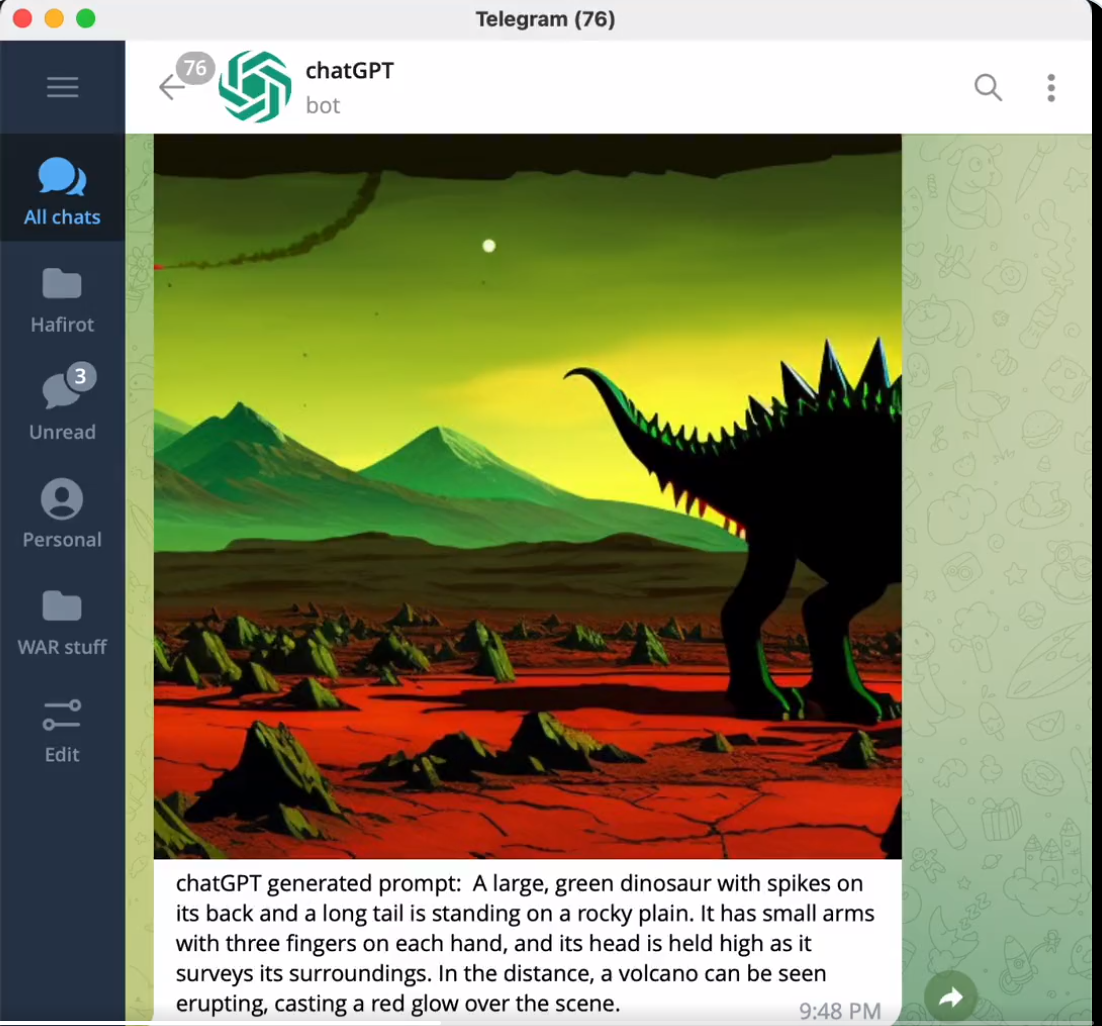 Telegram (76)
76
chatGPT
bot
All chats
Hafirot
3
Unread
Personal
WAR stuff
Edit
chatGPT generated prompt:  A large, green dinosaur with spikes on
its back and a long tail is standing on a rocky plain. It has small arms
with three fingers on each hand, and its head is held high as it
surveys its surroundings. In the distance, a volcano can be seen
erupting, casting a red glow over the scene.
9:48 PM